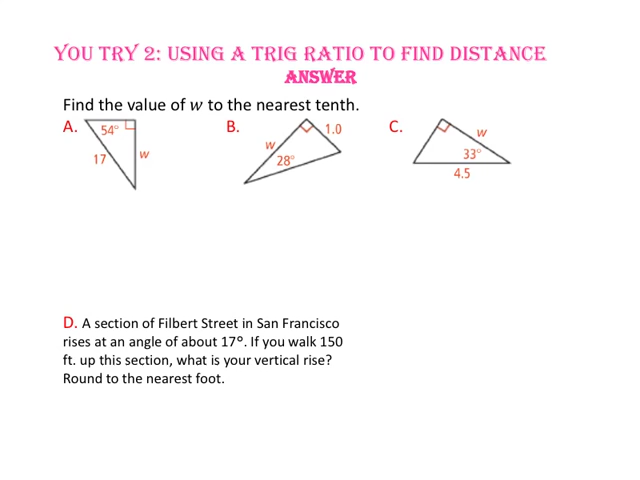 YOU TRY 2: USING A TRIG RATIO TO FIND DISTANCE
ANSWER
Find the value of w to the nearest tenth.
A. 54° 17 w
B. 1.0 w 28°
C. w 33° 4.5
D. A section of Filbert Street in San Francisco
rises at an angle of about 17°. If you walk 150
ft. up this section, what is your vertical rise?
Round to the nearest foot.